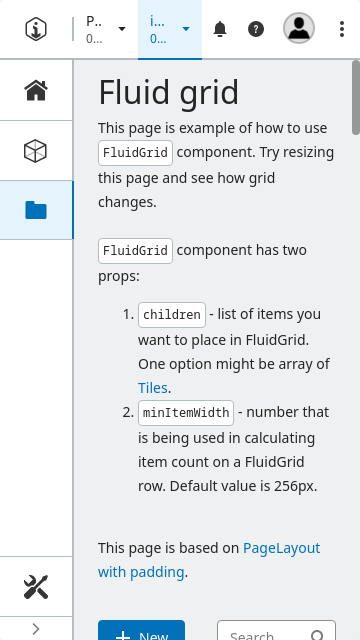 P..
0...
i...
0...
Fluid grid
This page is example of how to use
FluidGrid component. Try resizing
this page and see how grid
changes.
FluidGrid component has two
props:
1. children - list of items you
want to place in FluidGrid.
One option might be array of
Tiles.
2. minItemWidth - number that
is being used in calculating
item count on a FluidGrid
row. Default value is 256px.
This page is based on PageLayout
with padding.
New
Search